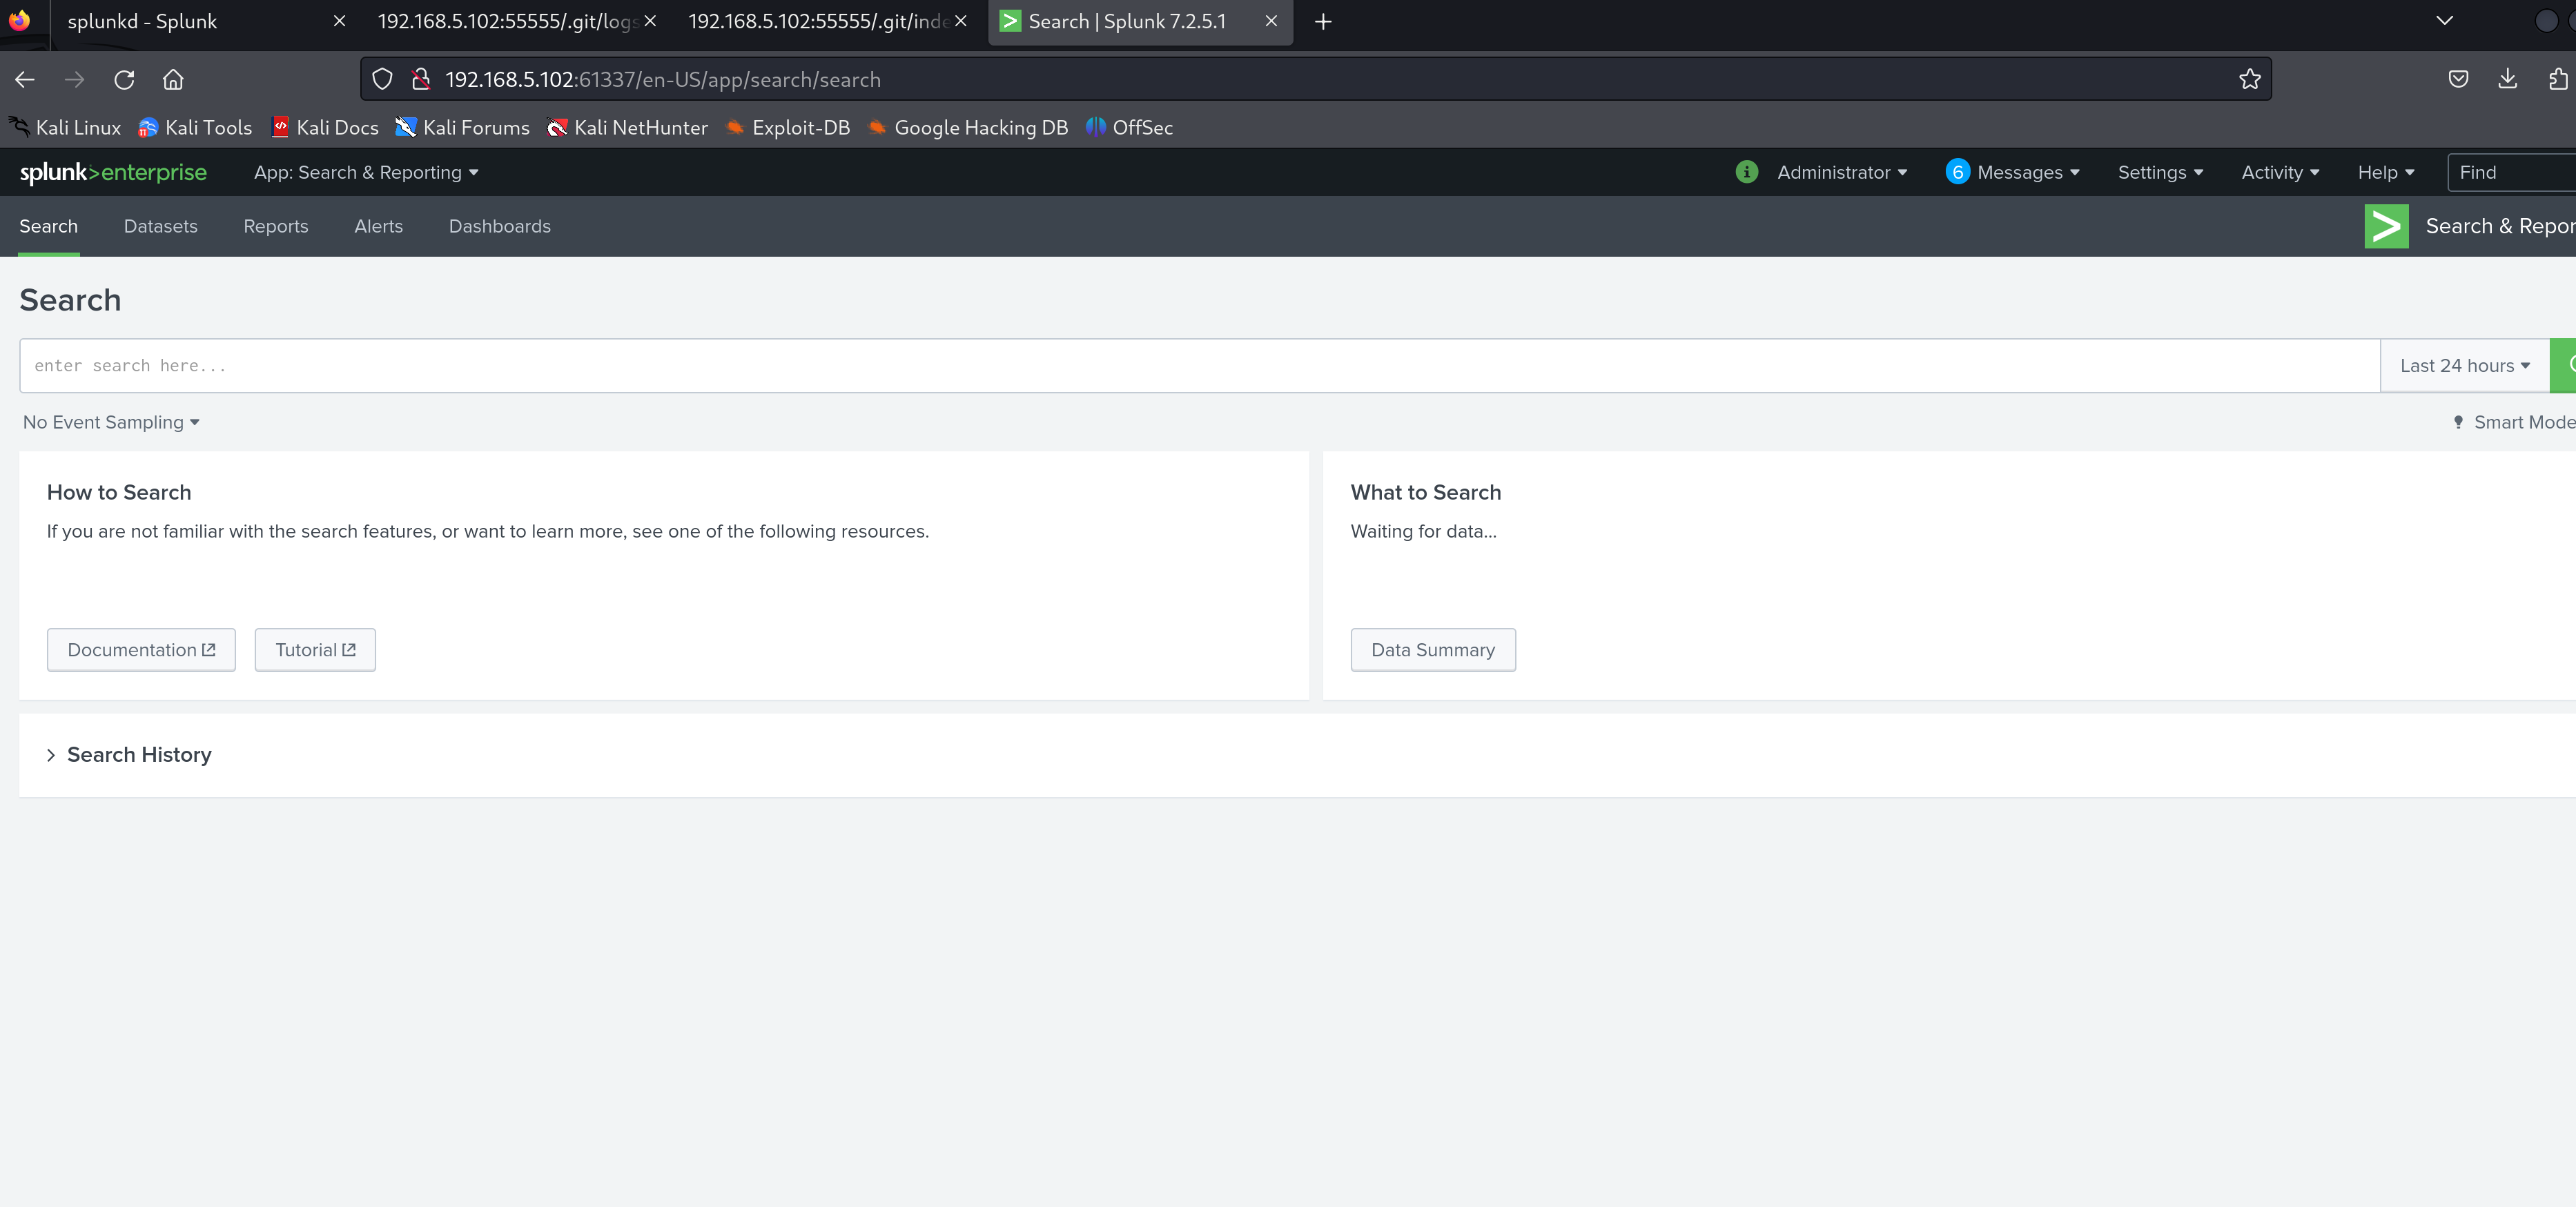 splunkd - Splunk
192.168.5.102:55555/.git/logs
192.168.5.102:55555/.git/inde
Search | Splunk 7.2.5.1
192.168.5.102:61337/en-US/app/search/search
Kali Linux Kali Tools Kali Docs Kali Forums Kali NetHunter Exploit-DB Google Hacking DB OffSec
splunk>enterprise App: Search & Reporting Administrator 6 Messages Settings Activity Help Find
Search Datasets Reports Alerts Dashboards Search & Repor
Search
enter search here... Last 24 hours
No Event Sampling Smart Mode
How to Search
If you are not familiar with the search features, or want to learn more, see one of the following resources.
Documentation Tutorial
What to Search
Waiting for data...
Data Summary
Search History